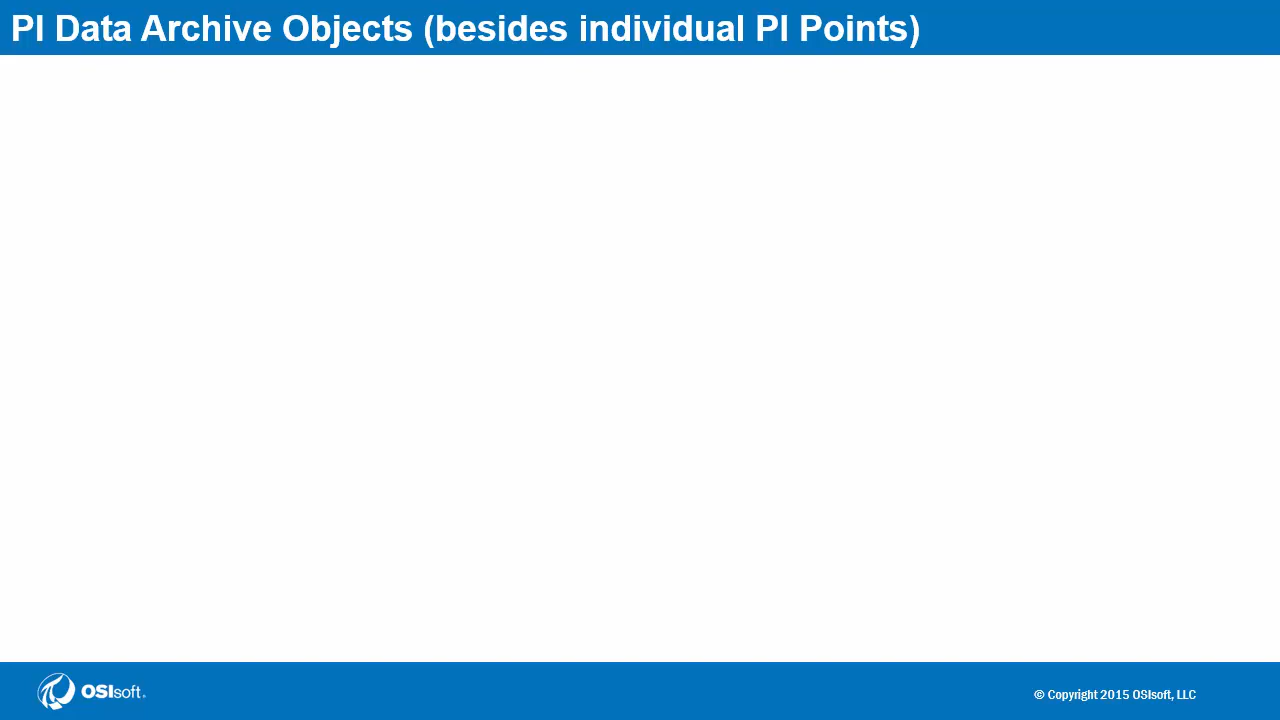 PI Data Archive Objects (besides individual PI Points)
OSIsoft.
© Copyright 2015 OSIsoft, LLC